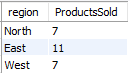 region ProductsSold
North 7
East 11
West 7